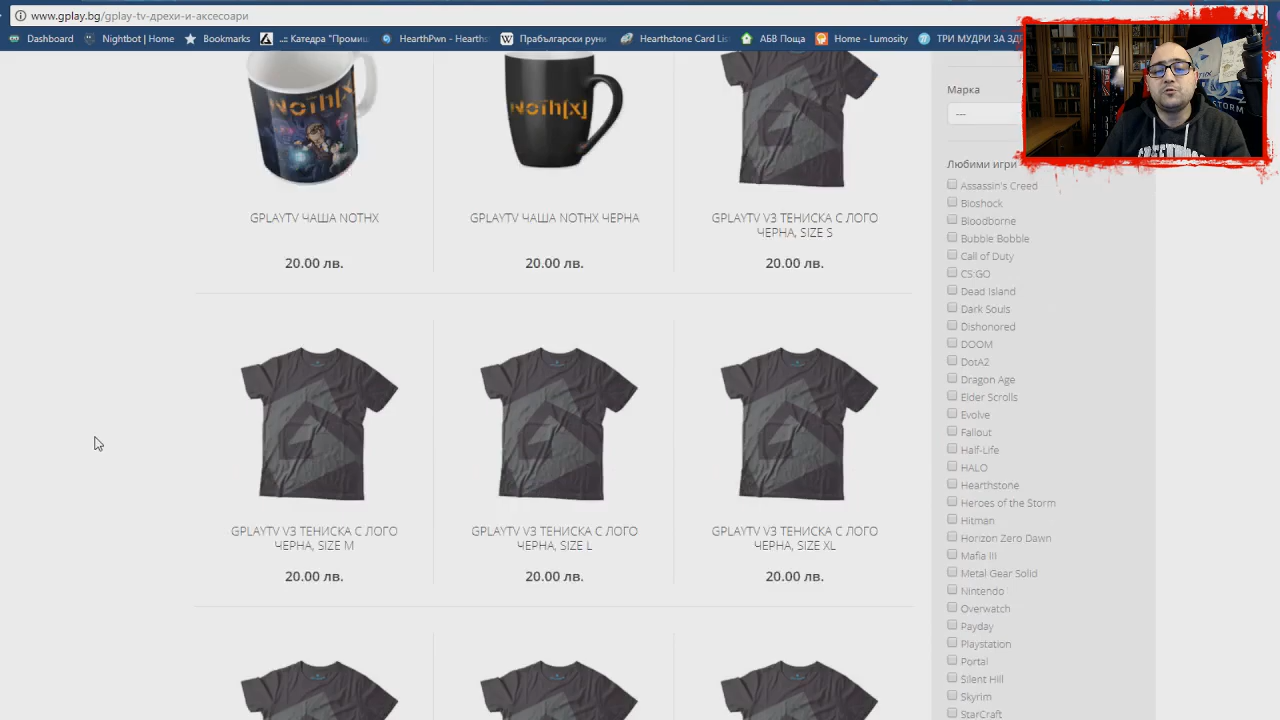 www.gplay.bg/gplay-tv-дрехи-и-аксесоари
Dashboard
Nightbot | Home
Bookmarks
..:: Катедра "Промиш
HearthPwn - Hearths
Прабългарски руни
Hearthstone Card Lis
АБВ Поща
Home - Lumosity
ТРИ МУДРИ ЗА ЗД
NoTh[x]
NoTh[x]
GPLAYTV ЧАША NOTHX
20.00 лв.
GPLAYTV ЧАША NOTHX ЧЕРНА
20.00 лв.
GPLAYTV V3 ТЕНИСКА С ЛОГО
ЧЕРНА, SIZE S
20.00 лв.
GPLAYTV V3 ТЕНИСКА С ЛОГО
ЧЕРНА, SIZE M
20.00 лв.
GPLAYTV V3 ТЕНИСКА С ЛОГО
ЧЕРНА, SIZE L
20.00 лв.
GPLAYTV V3 ТЕНИСКА С ЛОГО
ЧЕРНА, SIZE XL
20.00 лв.
Марка
---
Любими игри
Assassin's Creed
Bioshock
Bloodborne
Bubble Bobble
Call of Duty
CS:GO
Dead Island
Dark Souls
Dishonored
DOOM
DotA2
Dragon Age
Elder Scrolls
Evolve
Fallout
Half-Life
HALO
Hearthstone
Heroes of the Storm
Hitman
Horizon Zero Dawn
Mafia III
Metal Gear Solid
Nintendo
Overwatch
Payday
Playstation
Portal
Silent Hill
Skyrim
StarCraft
STORM